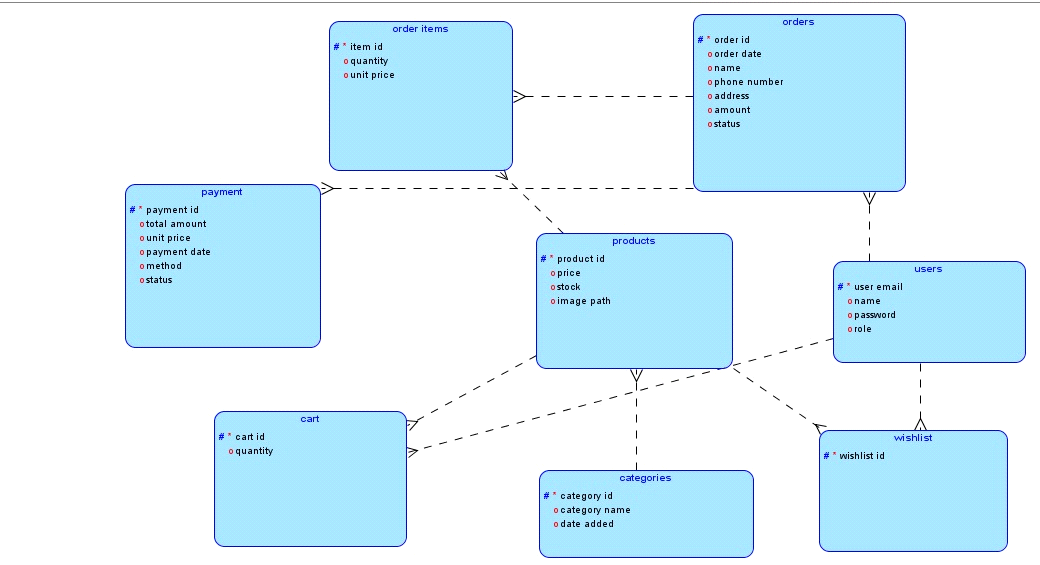 order items
# * item id
o quantity
o unit price
orders
# * order id
o order date
o name
o phone number
o address
o amount
o status
payment
# * payment id
o total amount
o unit price
o payment date
o method
o status
products
# * product id
o price
o stock
o image path
users
# * user email
o name
o password
o role
cart
# * cart id
o quantity
categories
# * category id
o category name
o date added
wishlist
# * wishlist id